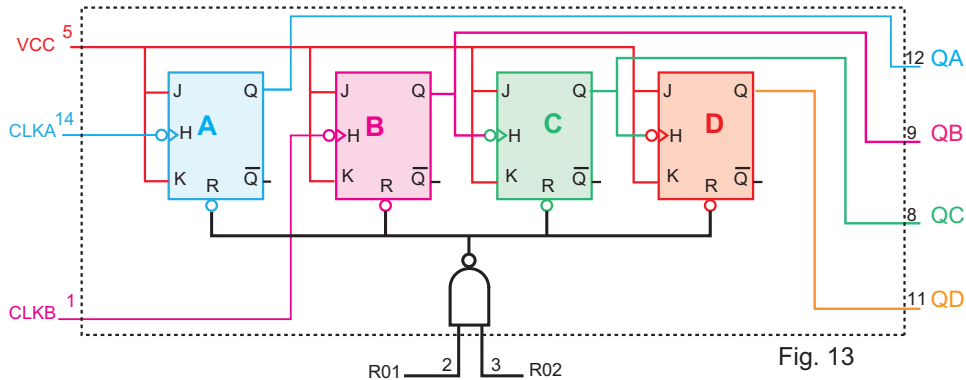 VCC 5
12 QA
J Q
J Q
J Q
J Q
CLKA 14
H A
H B
H C
H D
9 QB
K R Q̅
K R Q̅
K R Q̅
K R Q̅
8 QC
CLKB 1
11 QD
2 3
R01 R02
Fig. 13